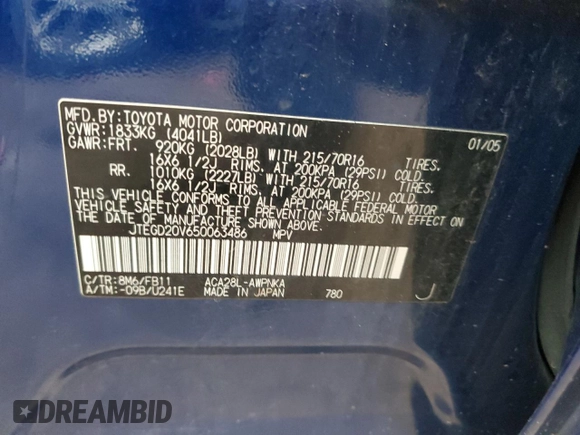 MFD.BY:TOYOTA MOTOR CORPORATION 01/05
GVWR:1833KG (4041LB)
GAWR:FRT. 920KG (2028LB) WITH 215/70R16 TIRES.
16X6 1/2J RIMS. AT 200KPA (29PSI) COLD.
RR. 1010KG (2227LB) WITH 215/70R16 TIRES.
16X6 1/2J RIMS. AT 200KPA (29PSI) COLD.
THIS VEHICLE CONFORMS TO ALL APPLICABLE FEDERAL MOTOR
VEHICLE SAFETY STANDARDS IN EFFECT ON
THE DATE OF MANUFACTURE SHOWN ABOVE.
JTEGD20V650063486 MPV
C/TR:8M6/FB11 ACA28L-AWPNKA
A/TM:-09B/U241E MADE IN JAPAN 780 J
DREAMBID